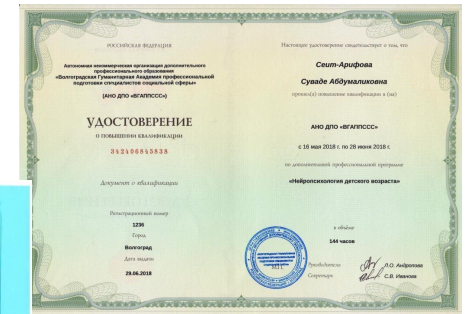 РОССИЙСКАЯ ФЕДЕРАЦИЯ
Автономная некоммерческая организация дополнительного
профессионального образования
«Волгоградская Гуманитарная Академия профессиональной
подготовки специалистов социальной сферы»
(АНО ДПО «ВГАППССС»)
УДОСТОВЕРЕНИЕ
О ПОВЫШЕНИИ КВАЛИФИКАЦИИ
342406845838
Документ о квалификации
Регистрационный номер
1236
Город
Волгоград
Дата выдачи
29.06.2018
Настоящее удостоверение свидетельствует о том, что
Сеит-Арифова
Суваде Абдумаликовна
прошел(а) повышение квалификации в (на)
АНО ДПО «ВГАППССС»
с 16 мая 2018 г. по 28 июня 2018 г.
по дополнительной профессиональной программе
«Нейропсихология детского возраста»
в объёме
144 часов
М.П.
Руководитель
Л.О. Андропова
Секретарь
С.В. Иванова